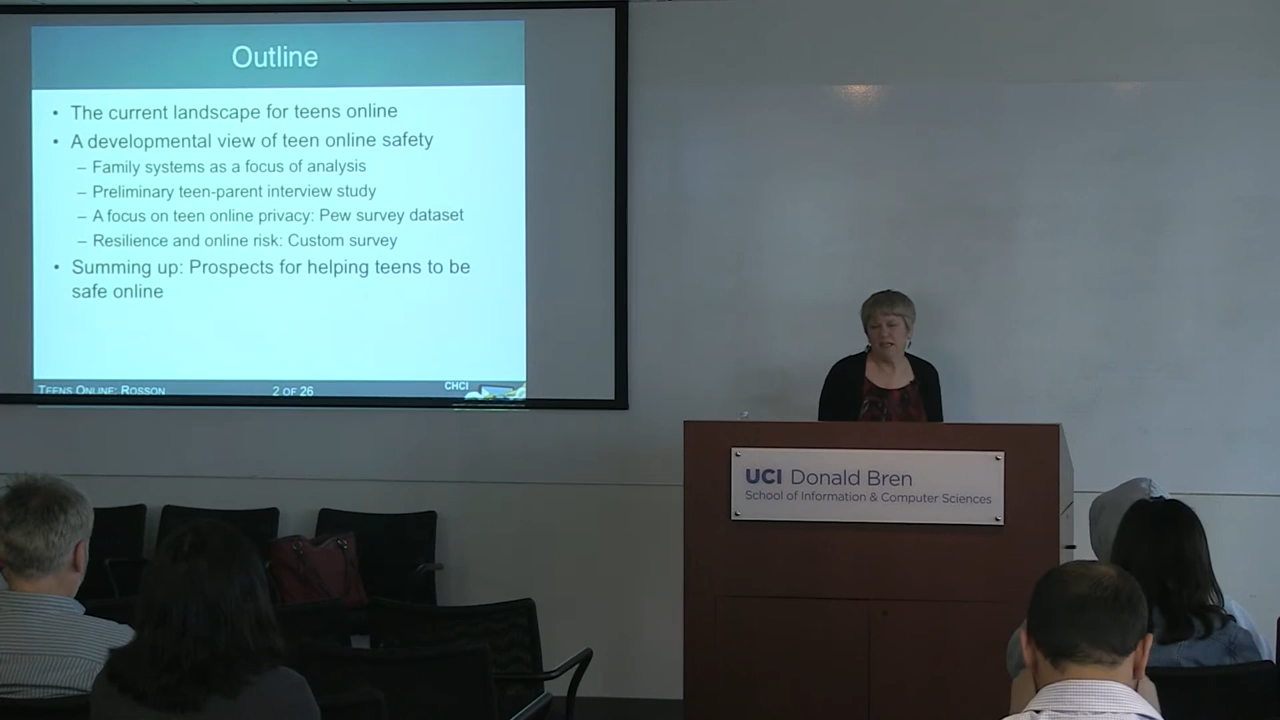 Outline
• The current landscape for teens online
• A developmental view of teen online safety
– Family systems as a focus of analysis
– Preliminary teen-parent interview study
– A focus on teen online privacy: Pew survey dataset
– Resilience and online risk: Custom survey
• Summing up: Prospects for helping teens to be
safe online
TEENS ONLINE: ROSSON
2 OF 26
CHCI
UCI Donald Bren
School of Information & Computer Sciences